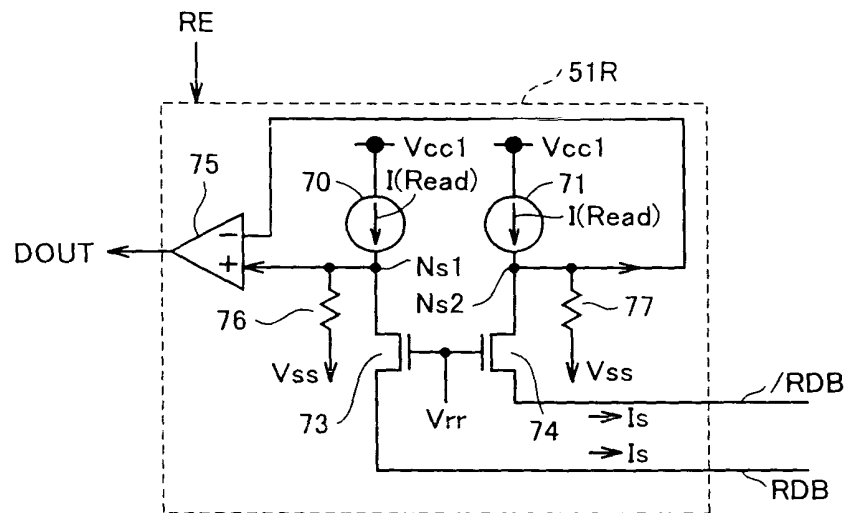 RE
51R
Vcc1
Vcc1
75
70
I(Read)
71
I(Read)
DOUT
−
+
Ns1
Ns2
76
77
Vss
Vss
73
Vrr
74
/RDB
Is
Is
RDB